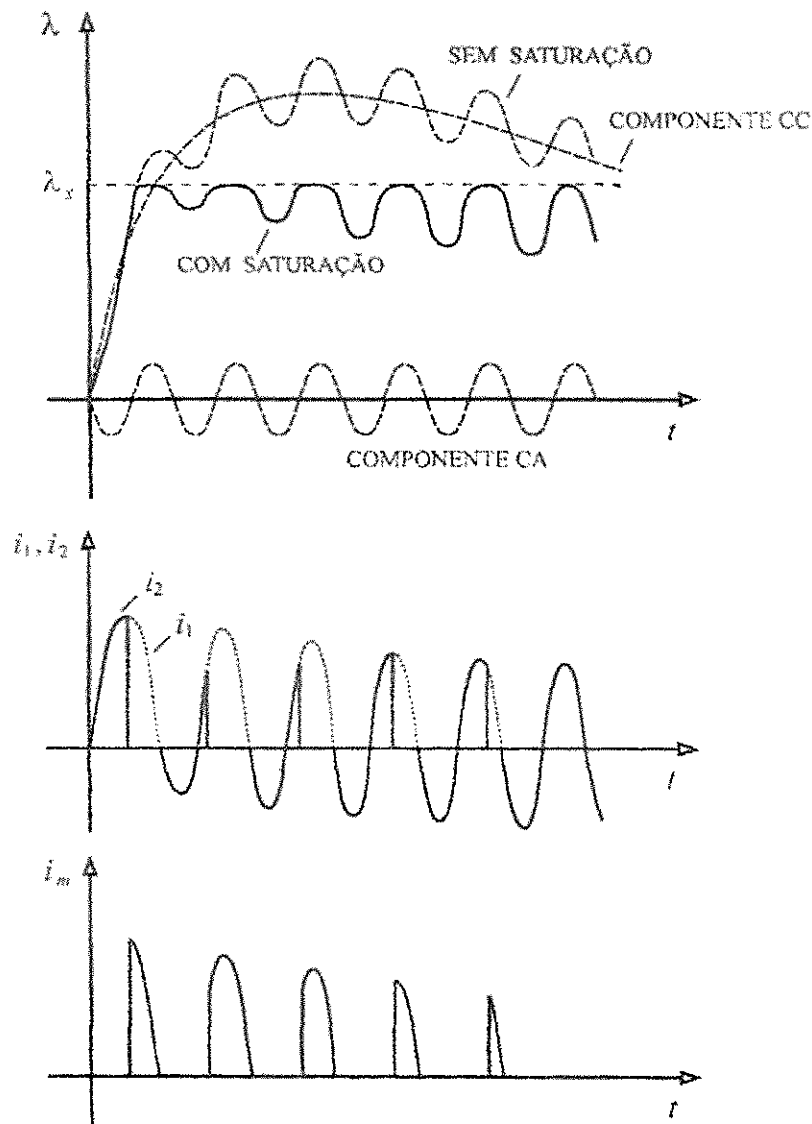 λ
SEM SATURAÇÃO
COMPONENTE CC
λs
COM SATURAÇÃO
t
COMPONENTE CA
i1, i2
i2
i1
t
im
t